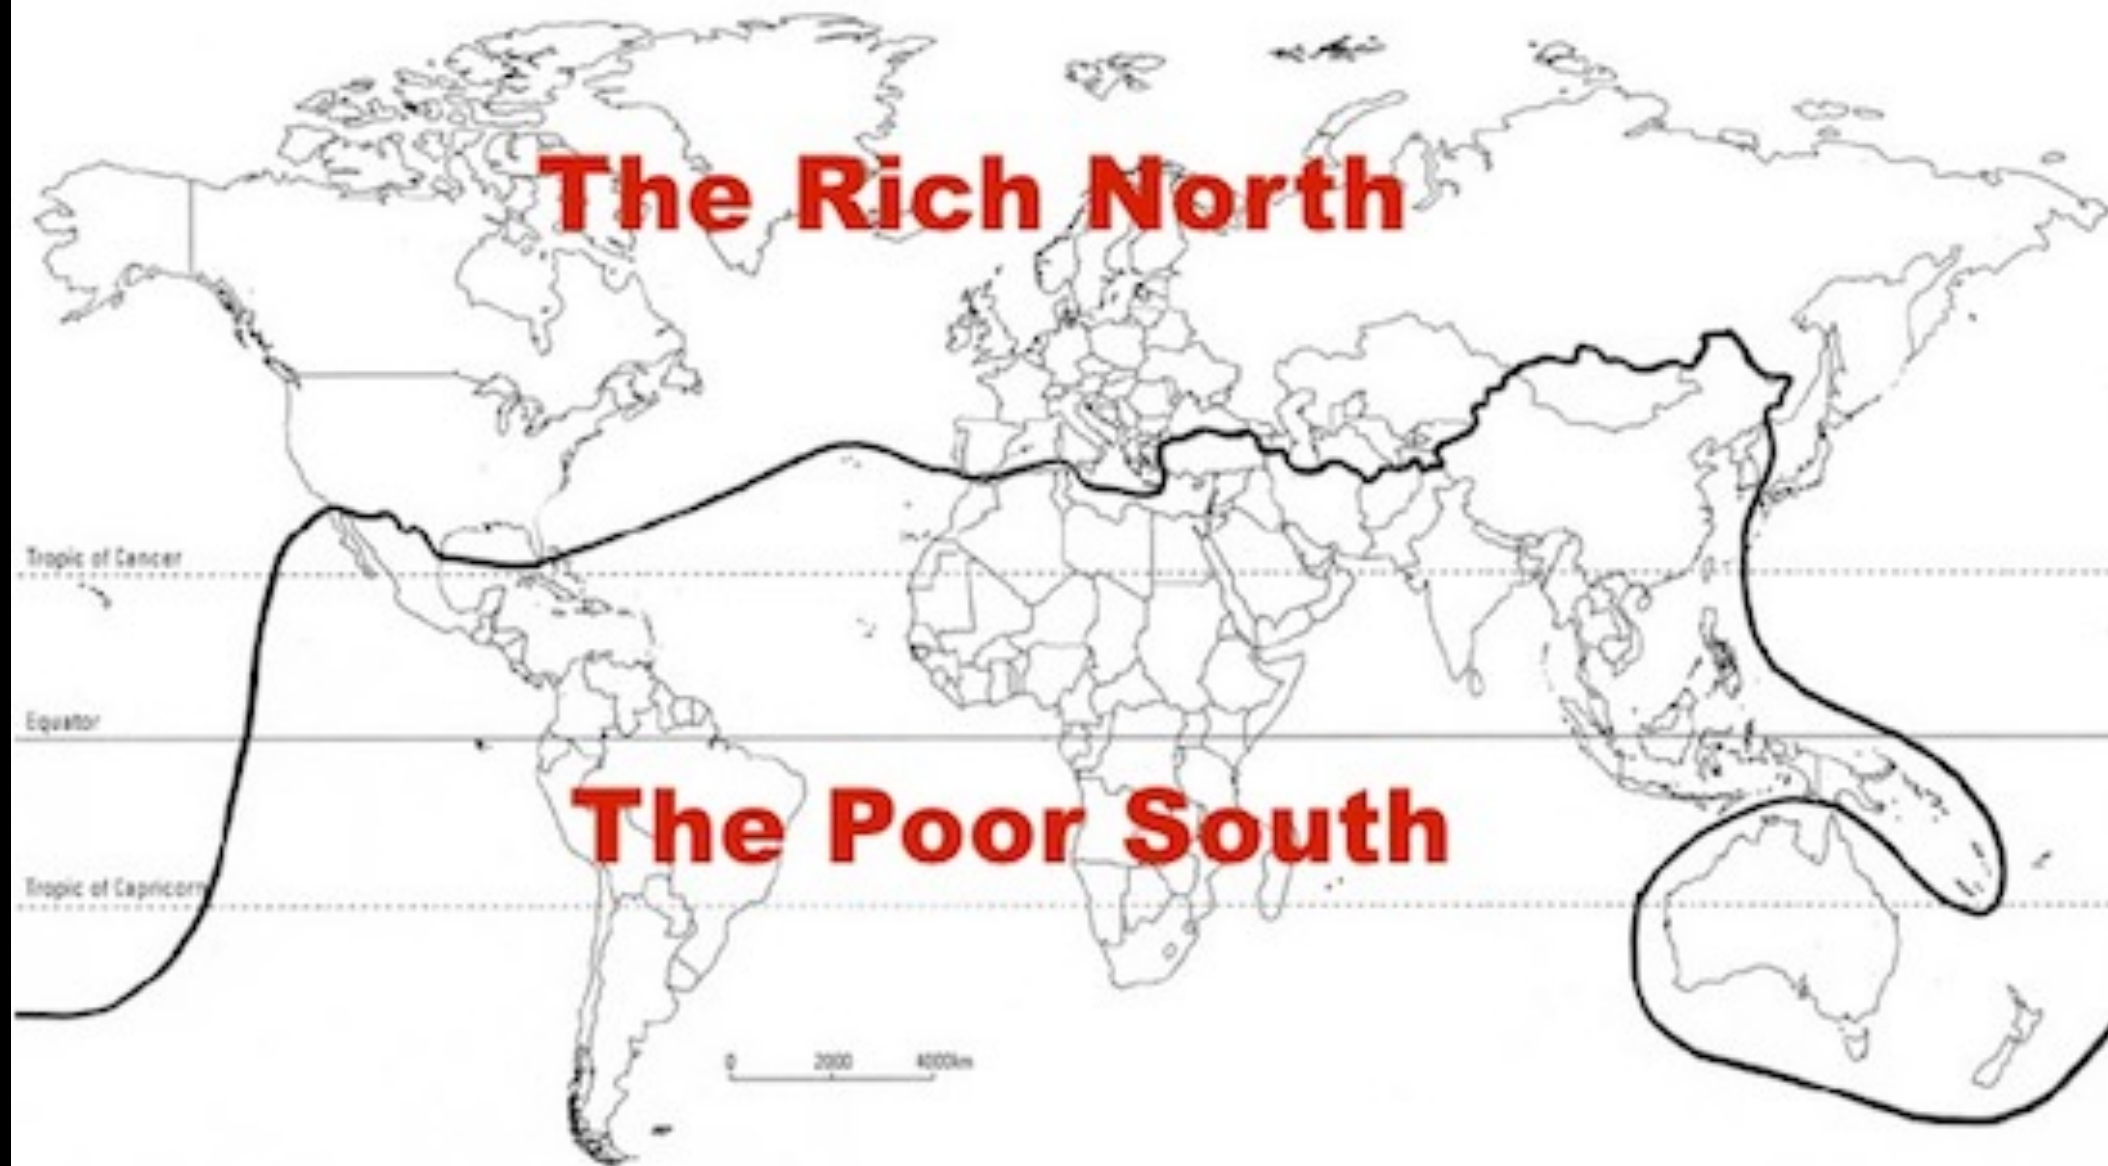 The Rich North
Tropic of Cancer
Equator
The Poor South
Tropic of Capricorn
0 2000 4000km